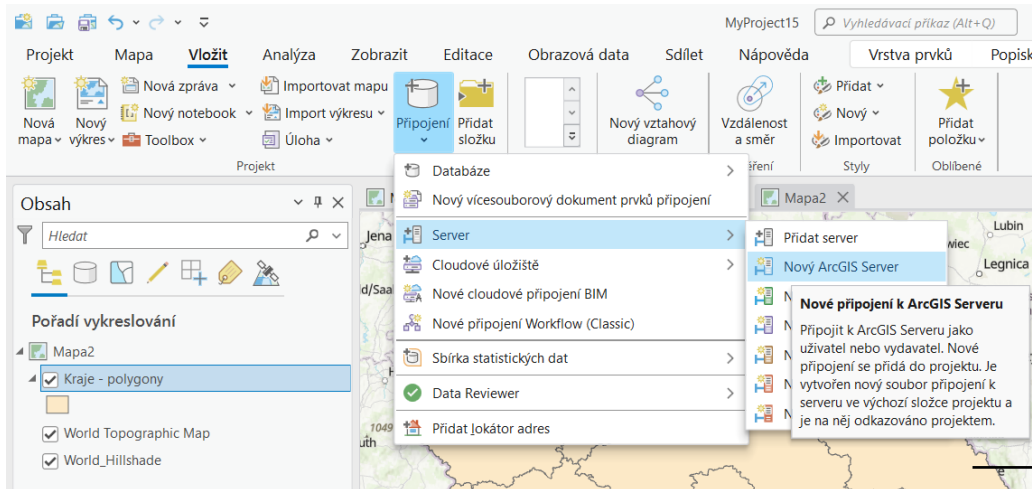 MyProject15
Vyhledávací příkaz (Alt+Q)
Projekt Mapa Vložit Analýza Zobrazit Editace Obrazová data Sdílet Nápověda Vrstva prvků Popisk
Nová mapa
Nový výkres
Nová zpráva
Nový notebook
Toolbox
Importovat mapu
Import výkresu
Úloha
Připojení
Přidat složku
Nový vztahový diagram
Vzdálenost a směr
Přidat
Nový
Importovat
Přidat položku
Projekt
ření
Styly
Oblíbené
Obsah
Hledat
Pořadí vykreslování
Mapa2
Kraje - polygony
World Topographic Map
World_Hillshade
Databáze
Nový vícesouborový dokument prvků připojení
Server
Cloudové úložiště
Nové cloudové připojení BIM
Nové připojení Workflow (Classic)
Sbírka statistických dat
Data Reviewer
Přidat lokátor adres
Mapa2
Přidat server
Nový ArcGIS Server
N
N
N
N
N
Nové připojení k ArcGIS Serveru
Připojit k ArcGIS Serveru jako
uživatel nebo vydavatel. Nové
připojení se přidá do projektu. Je
vytvořen nový soubor připojení k
serveru ve výchozí složce projektu a
je na něj odkazováno projektem.
Jena
d/Saal
1049
uth
Lubin
wiec
Legnica